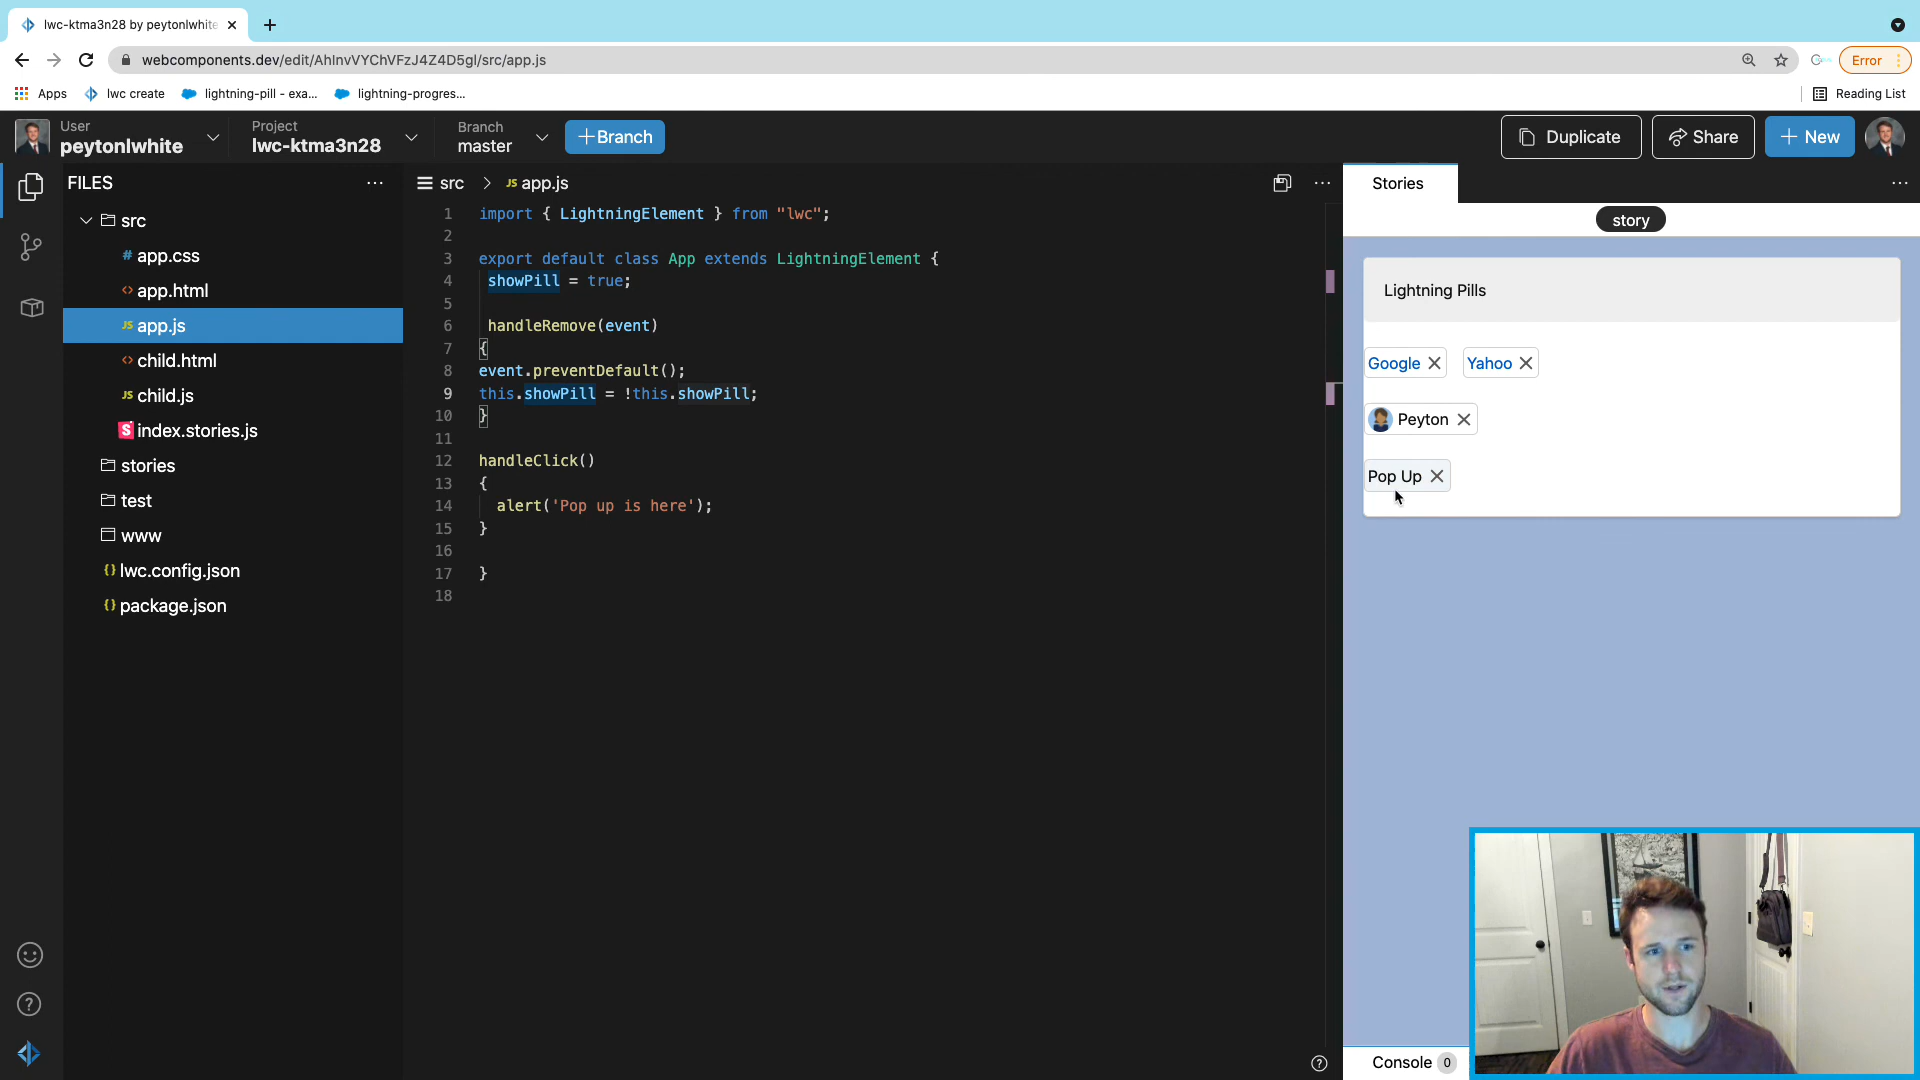 lwc-ktma3n28 by peytonlwhite
webcomponents.dev/edit/AhlnvVYChVFzJ4Z4D5gl/src/app.js
Error
Apps
lwc create
lightning-pill - exa...
lightning-progres...
Reading List
User
peytonlwhite
Project
lwc-ktma3n28
Branch
master
+Branch
Duplicate
Share
+ New
FILES
src
# app.css
<> app.html
JS app.js
<> child.html
JS child.js
S index.stories.js
stories
test
www
{} lwc.config.json
{} package.json
src > JS app.js
1 import { LightningElement } from "lwc";
2
3 export default class App extends LightningElement {
4 showPill = true;
5
6 handleRemove(event)
7 {
8 event.preventDefault();
9 this.showPill = !this.showPill;
10 }
11
12 handleClick()
13 {
14 alert('Pop up is here');
15 }
16
17 }
18
Stories
story
Lightning Pills
Google Yahoo
Peyton
Pop Up
Console 0